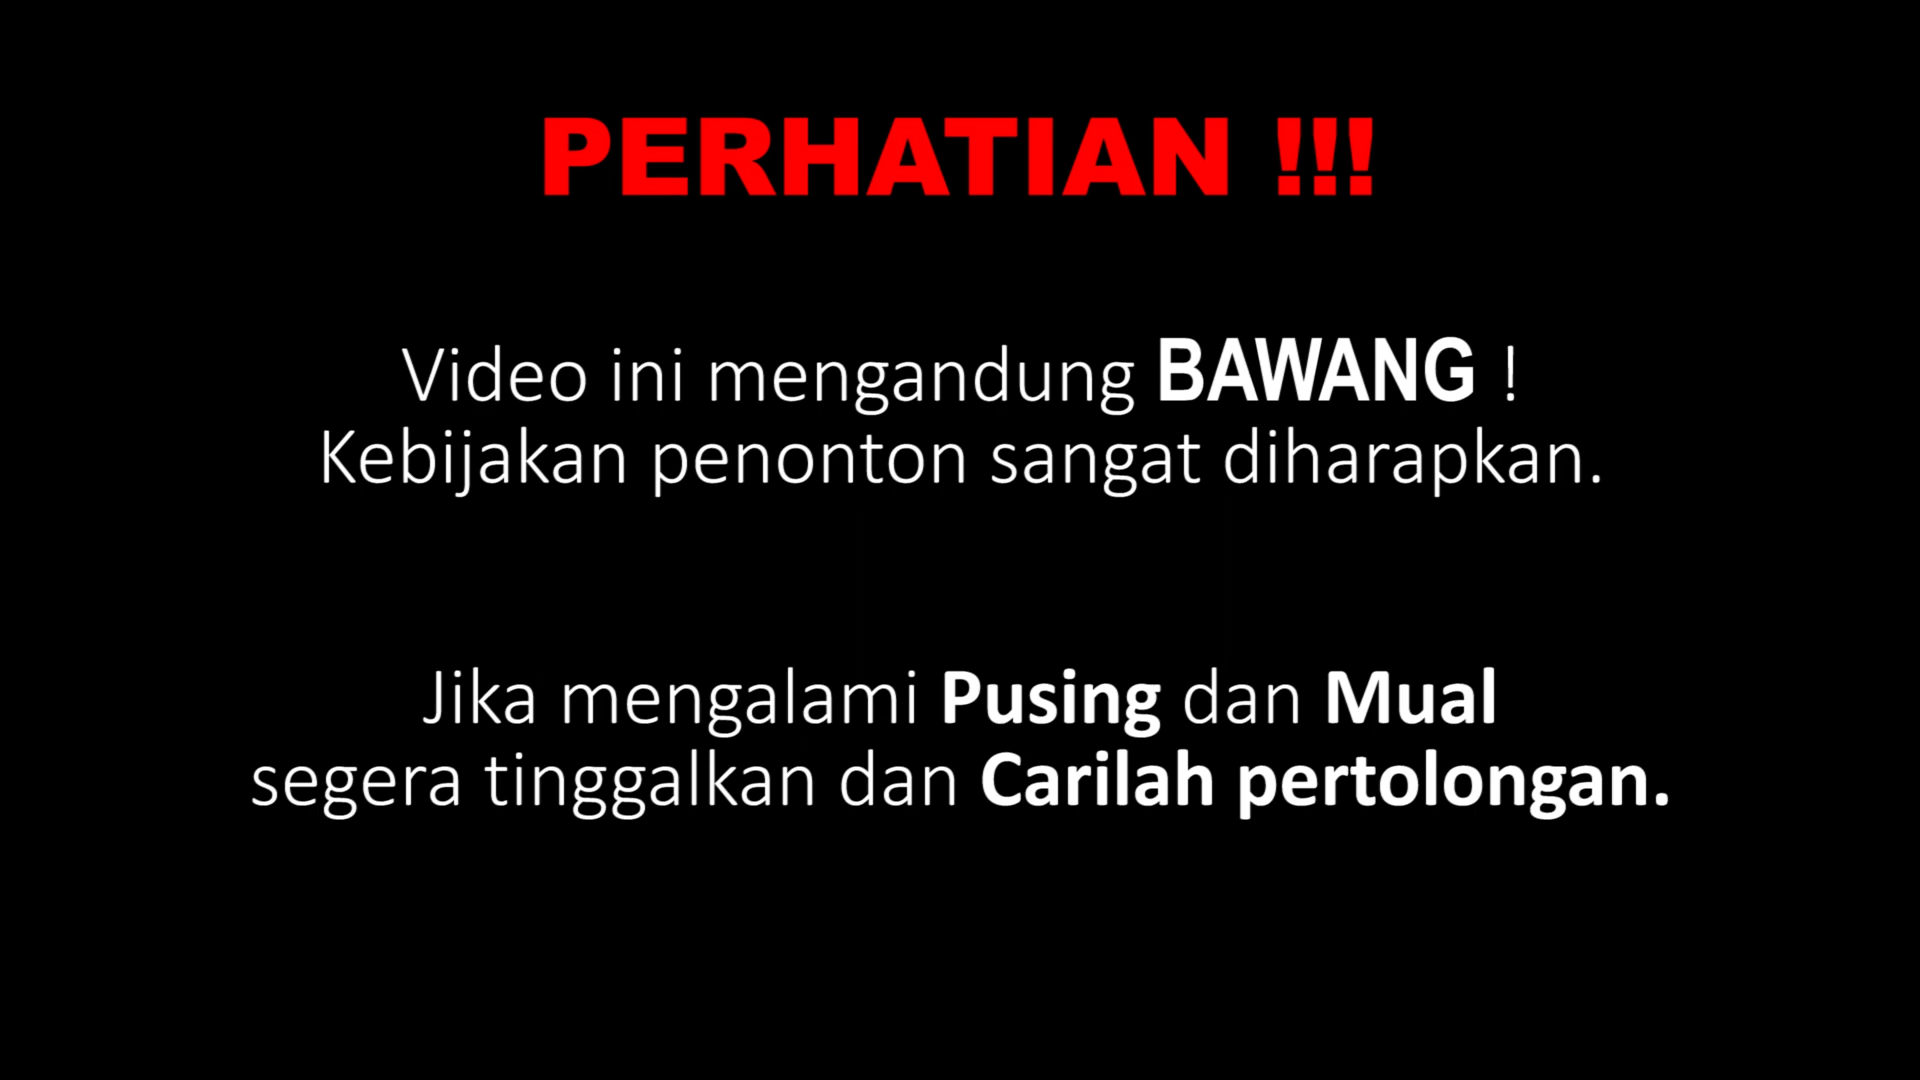 PERHATIAN !!!
Video ini mengandung BAWANG !
Kebijakan penonton sangat diharapkan.
Jika mengalami Pusing dan Mual
segera tinggalkan dan Carilah pertolongan.